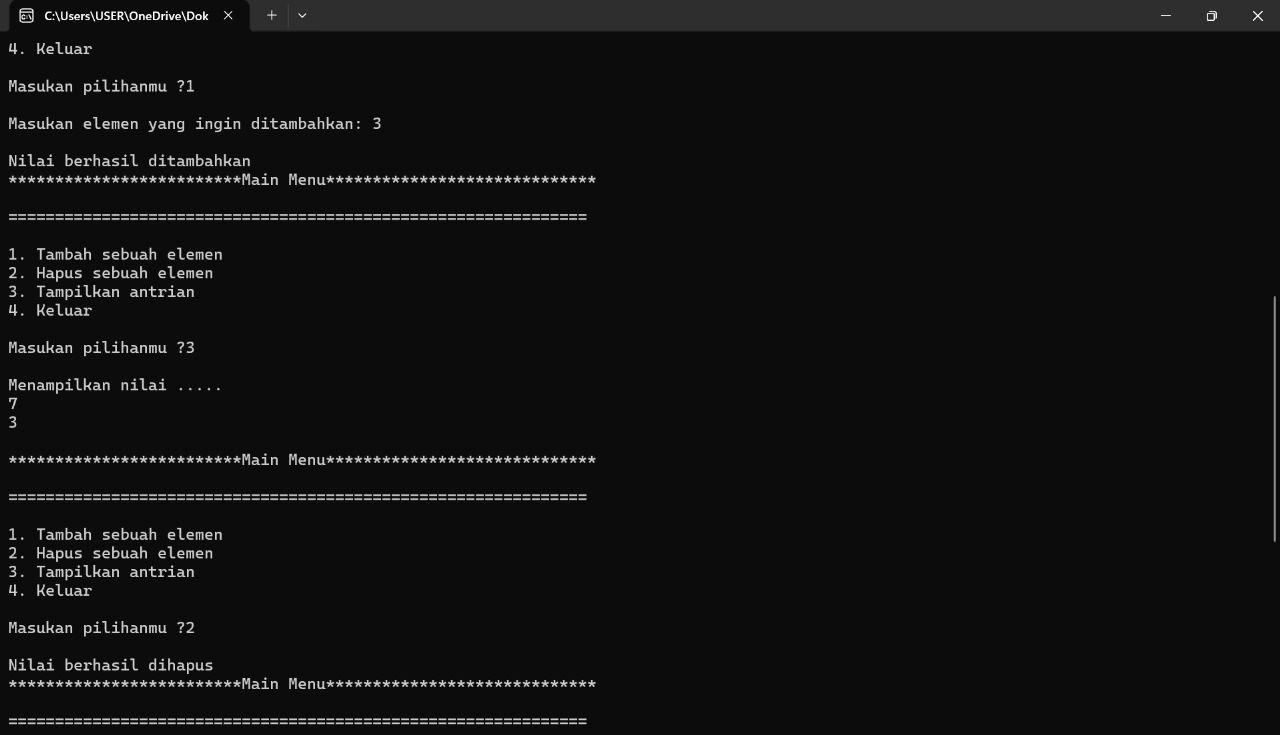 C:\Users\USER\OneDrive\Dok
4. Keluar
Masukan pilihanmu ?1
Masukan elemen yang ingin ditambahkan: 3
Nilai berhasil ditambahkan
*************************Main Menu*****************************
==============================================================
1. Tambah sebuah elemen
2. Hapus sebuah elemen
3. Tampilkan antrian
4. Keluar
Masukan pilihanmu ?3
Menampilkan nilai .....
7
3
*************************Main Menu*****************************
==============================================================
1. Tambah sebuah elemen
2. Hapus sebuah elemen
3. Tampilkan antrian
4. Keluar
Masukan pilihanmu ?2
Nilai berhasil dihapus
*************************Main Menu*****************************
==============================================================